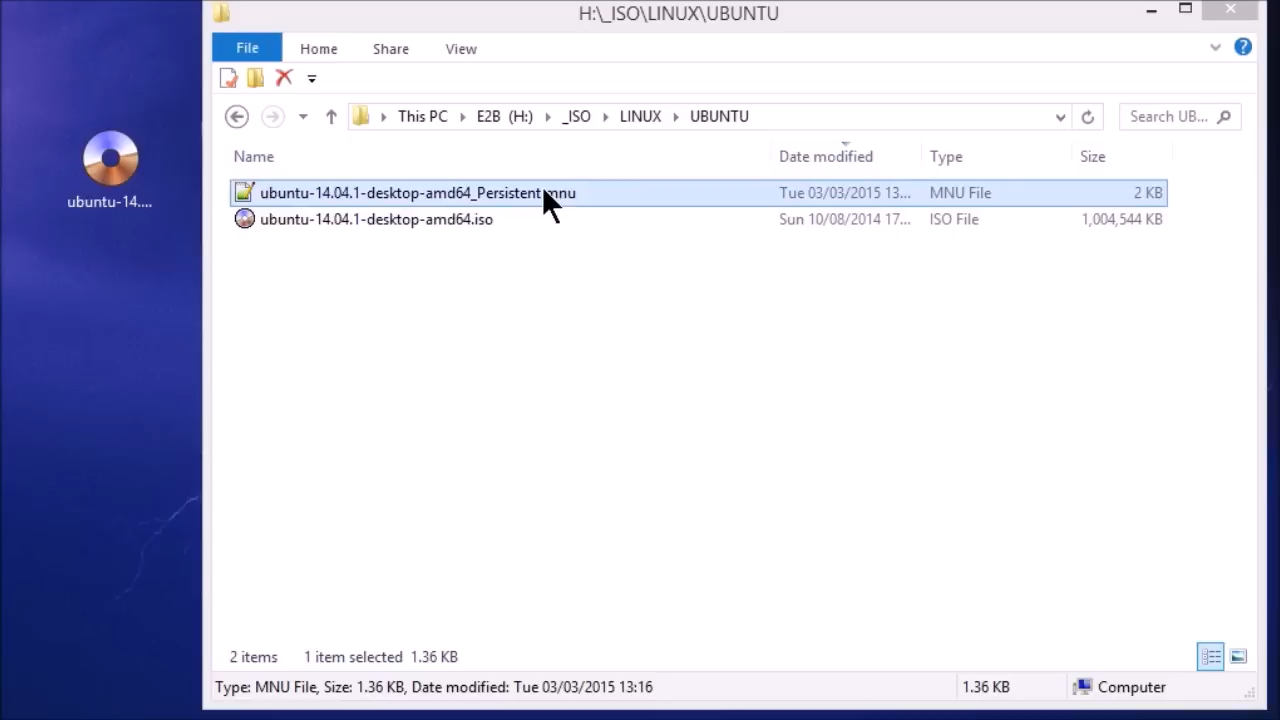 H:\_ISO\LINUX\UBUNTU
File Home Share View
This PC E2B (H:) _ISO LINUX UBUNTU Search UB...
Name Date modified Type Size
ubuntu-14.04.1-desktop-amd64_Persistent.mnu Tue 03/03/2015 13... MNU File 2 KB
ubuntu-14.04.1-desktop-amd64.iso Sun 10/08/2014 17... ISO File 1,004,544 KB
ubuntu-14....
2 items 1 item selected 1.36 KB
Type: MNU File, Size: 1.36 KB, Date modified: Tue 03/03/2015 13:16 1.36 KB Computer